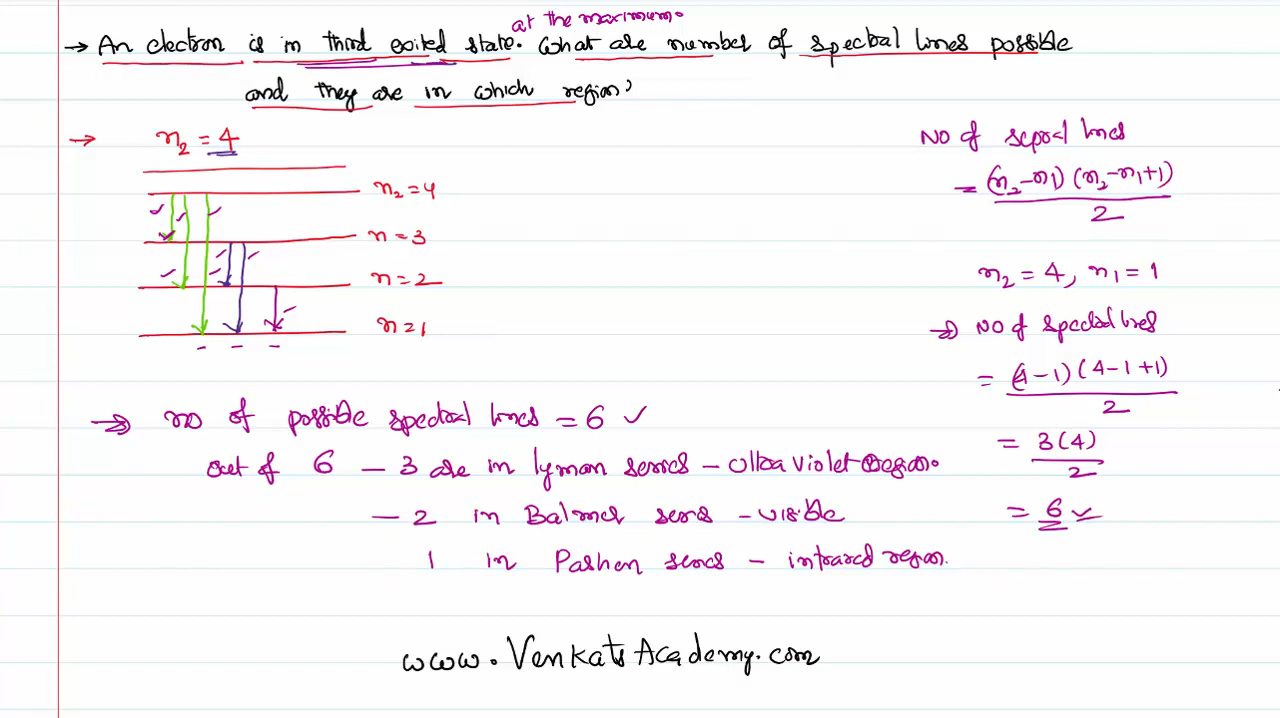 at the maximum.
→ An electron is in third exited state. What are number of spectral lines possible
and they are in which region?
→ n₂ = 4
n₂ = 4
n = 3
n = 2
n = 1
NO of lines
= (n₂-n₁) (n₂-n₁+1)
2
n₂ = 4, n₁ = 1
⇒ NO of spectral lines
= (4-1) (4-1+1)
2
= 3(4)
2
= 6 ✓
⇒ NO of possible spectral lines = 6 ✓
out of 6 - 3 are in lyman series - Ultra violet region.
- 2 in Balmer series - visible
1 in Pashen series - infrared region.
www.VenkatsAcademy.com